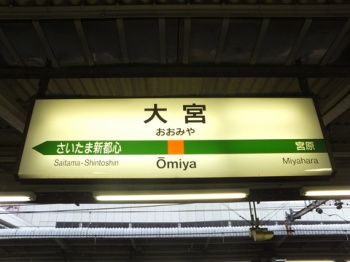 大宮
おおみや
さいたま新都心
宮原
Saitama-Shintoshin
Ōmiya
Miyahara